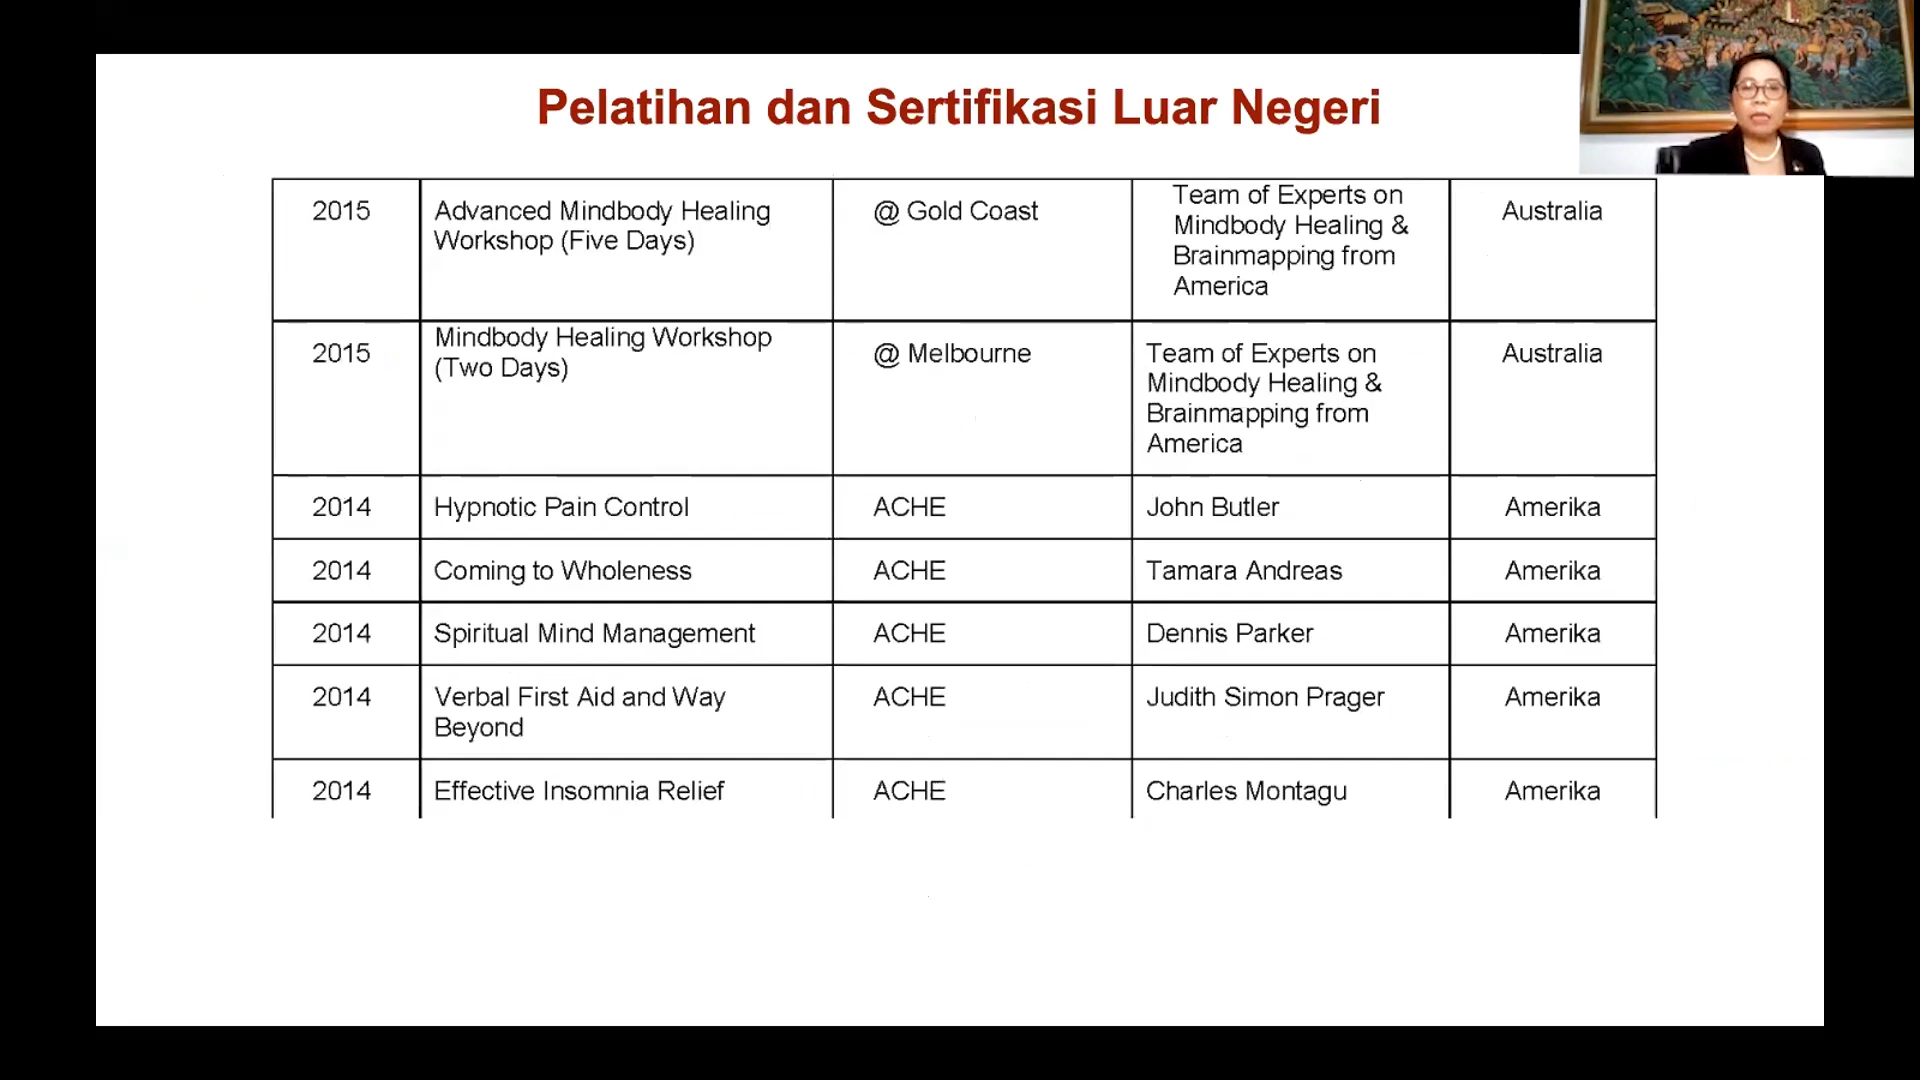 Pelatihan dan Sertifikasi Luar Negeri
2015 Advanced Mindbody Healing @ Gold Coast Team of Experts on Australia
Workshop (Five Days) Mindbody Healing &
Brainmapping from
America
2015 Mindbody Healing Workshop @ Melbourne Team of Experts on Australia
(Two Days) Mindbody Healing &
Brainmapping from
America
2014 Hypnotic Pain Control ACHE John Butler Amerika
2014 Coming to Wholeness ACHE Tamara Andreas Amerika
2014 Spiritual Mind Management ACHE Dennis Parker Amerika
2014 Verbal First Aid and Way ACHE Judith Simon Prager Amerika
Beyond
2014 Effective Insomnia Relief ACHE Charles Montagu Amerika